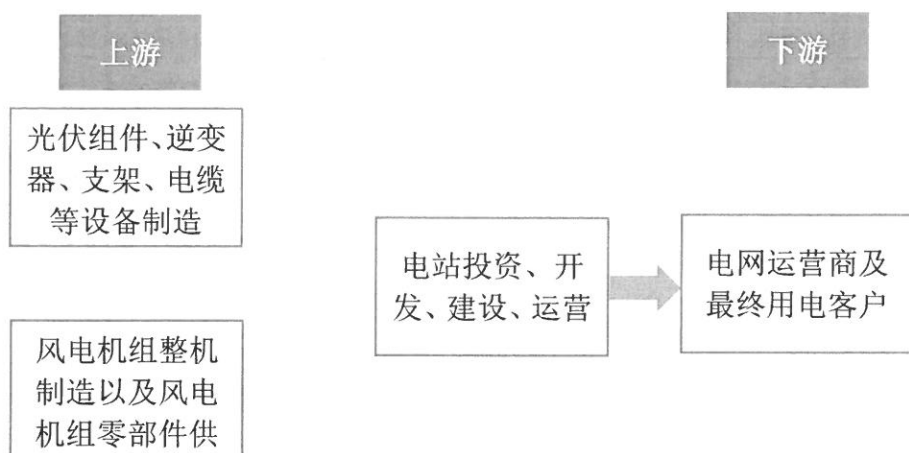 上游
下游
光伏组件、逆变
器、支架、电缆
等设备制造
电站投资、开
发、建设、运营
电网运营商及
最终用电客户
风电机组整机
制造以及风电
机组零部件供